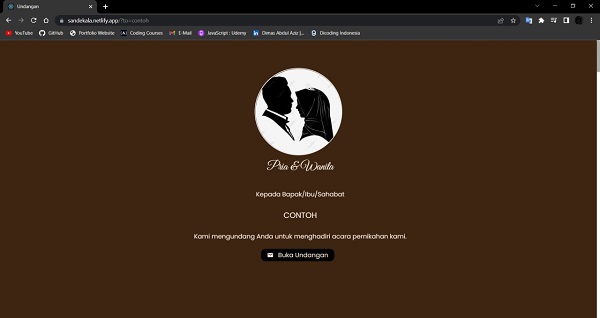 Undangan
sandekala.netlify.app/?to=contoh
YouTube GitHub Portfolio Website Coding Courses E-Mail JavaScript : Udemy Dimas Abdul Aziz |... Dicoding Indonesia
Pria & Wanita
Kepada Bapak/Ibu/Sahabat
CONTOH
Kami mengundang Anda untuk menghadiri acara pernikahan kami.
Buka Undangan